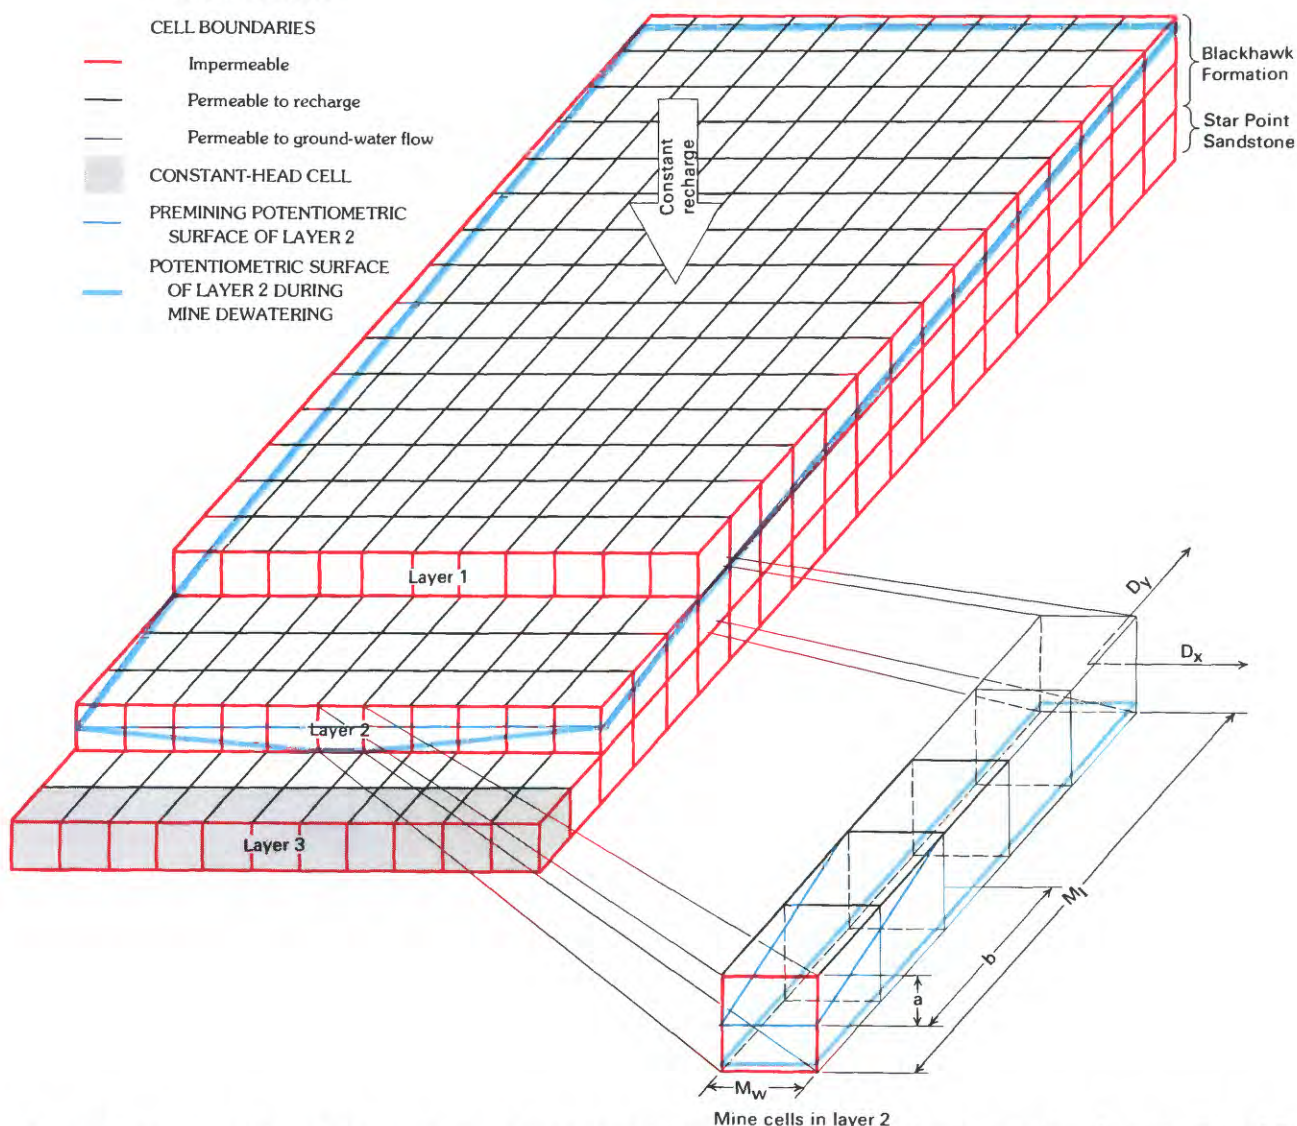 CELL BOUNDARIES
Impermeable
Permeable to recharge
Permeable to ground-water flow
CONSTANT-HEAD CELL
PREMINING POTENTIOMETRIC
SURFACE OF LAYER 2
POTENTIOMETRIC SURFACE
OF LAYER 2 DURING
MINE DEWATERING
Blackhawk
Formation
Star Point
Sandstone
Constant
recharge
Layer 1
Layer 2
Layer 3
Dy
Dx
Ml
b
a
Mw
Mine cells in layer 2